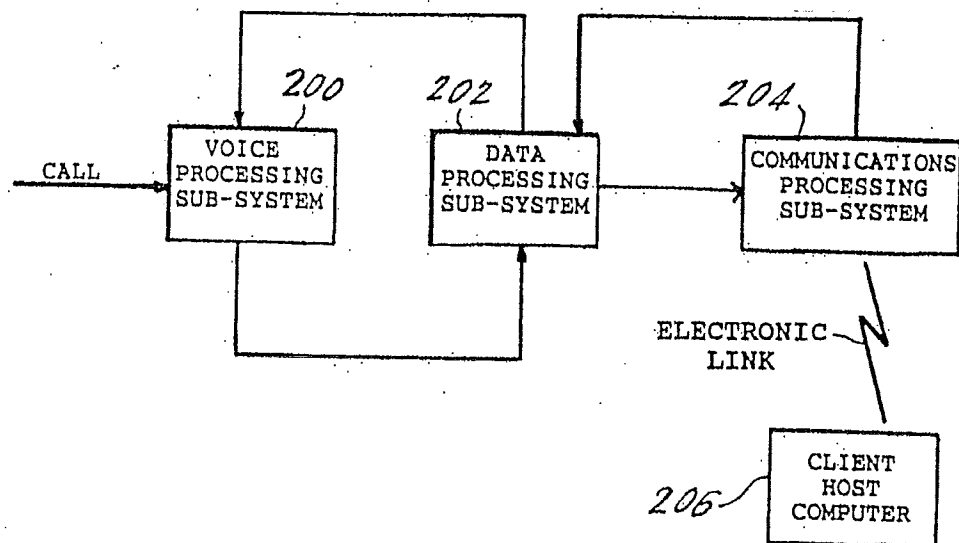 200
202
204
CALL
VOICE
PROCESSING
SUB-SYSTEM
DATA
PROCESSING
SUB-SYSTEM
COMMUNICATIONS
PROCESSING
SUB-SYSTEM
ELECTRONIC
LINK
206
CLIENT
HOST
COMPUTER